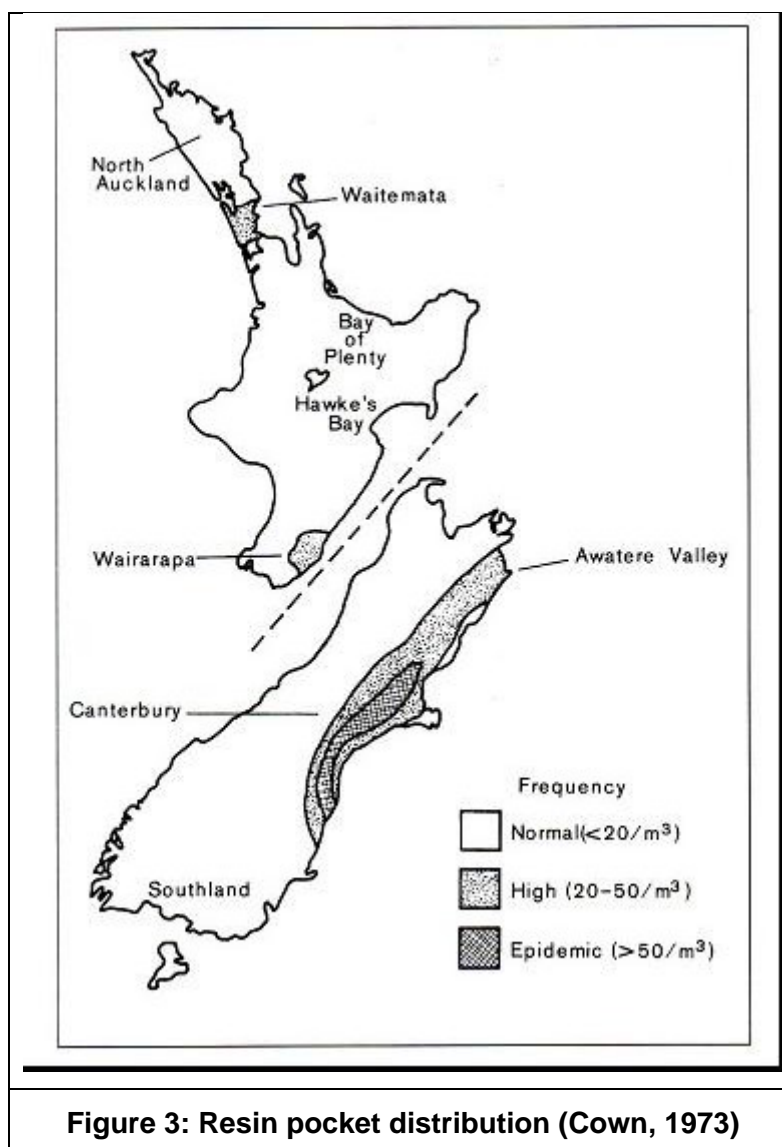 North
Auckland
Waitemata
Bay
of
Plenty
Hawke's
Bay
Wairarapa
Awatere Valley
Canterbury
Southland
Frequency
Normal(<20/m³)
High (20-50/m³)
Epidemic (>50/m³)
Figure 3: Resin pocket distribution (Cown, 1973)